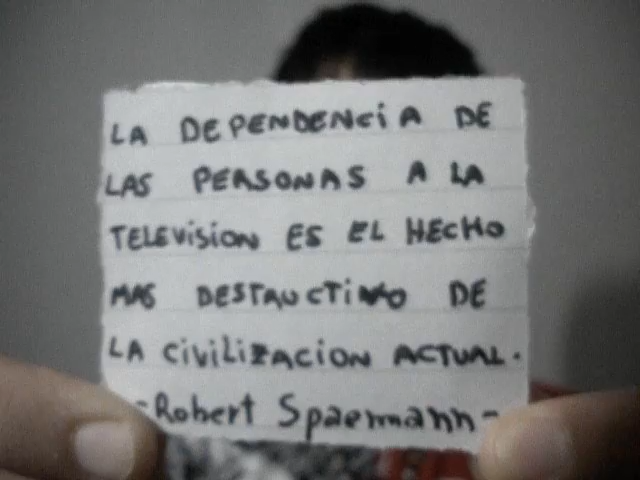 LA DEPENDENCiA DE
LAS PERSONAS A LA
TELEVISION ES EL HECHO
MAS DESTRUCTIVO DE
LA CiViLiZACION ACTUAL.
-Robert Spaemann-